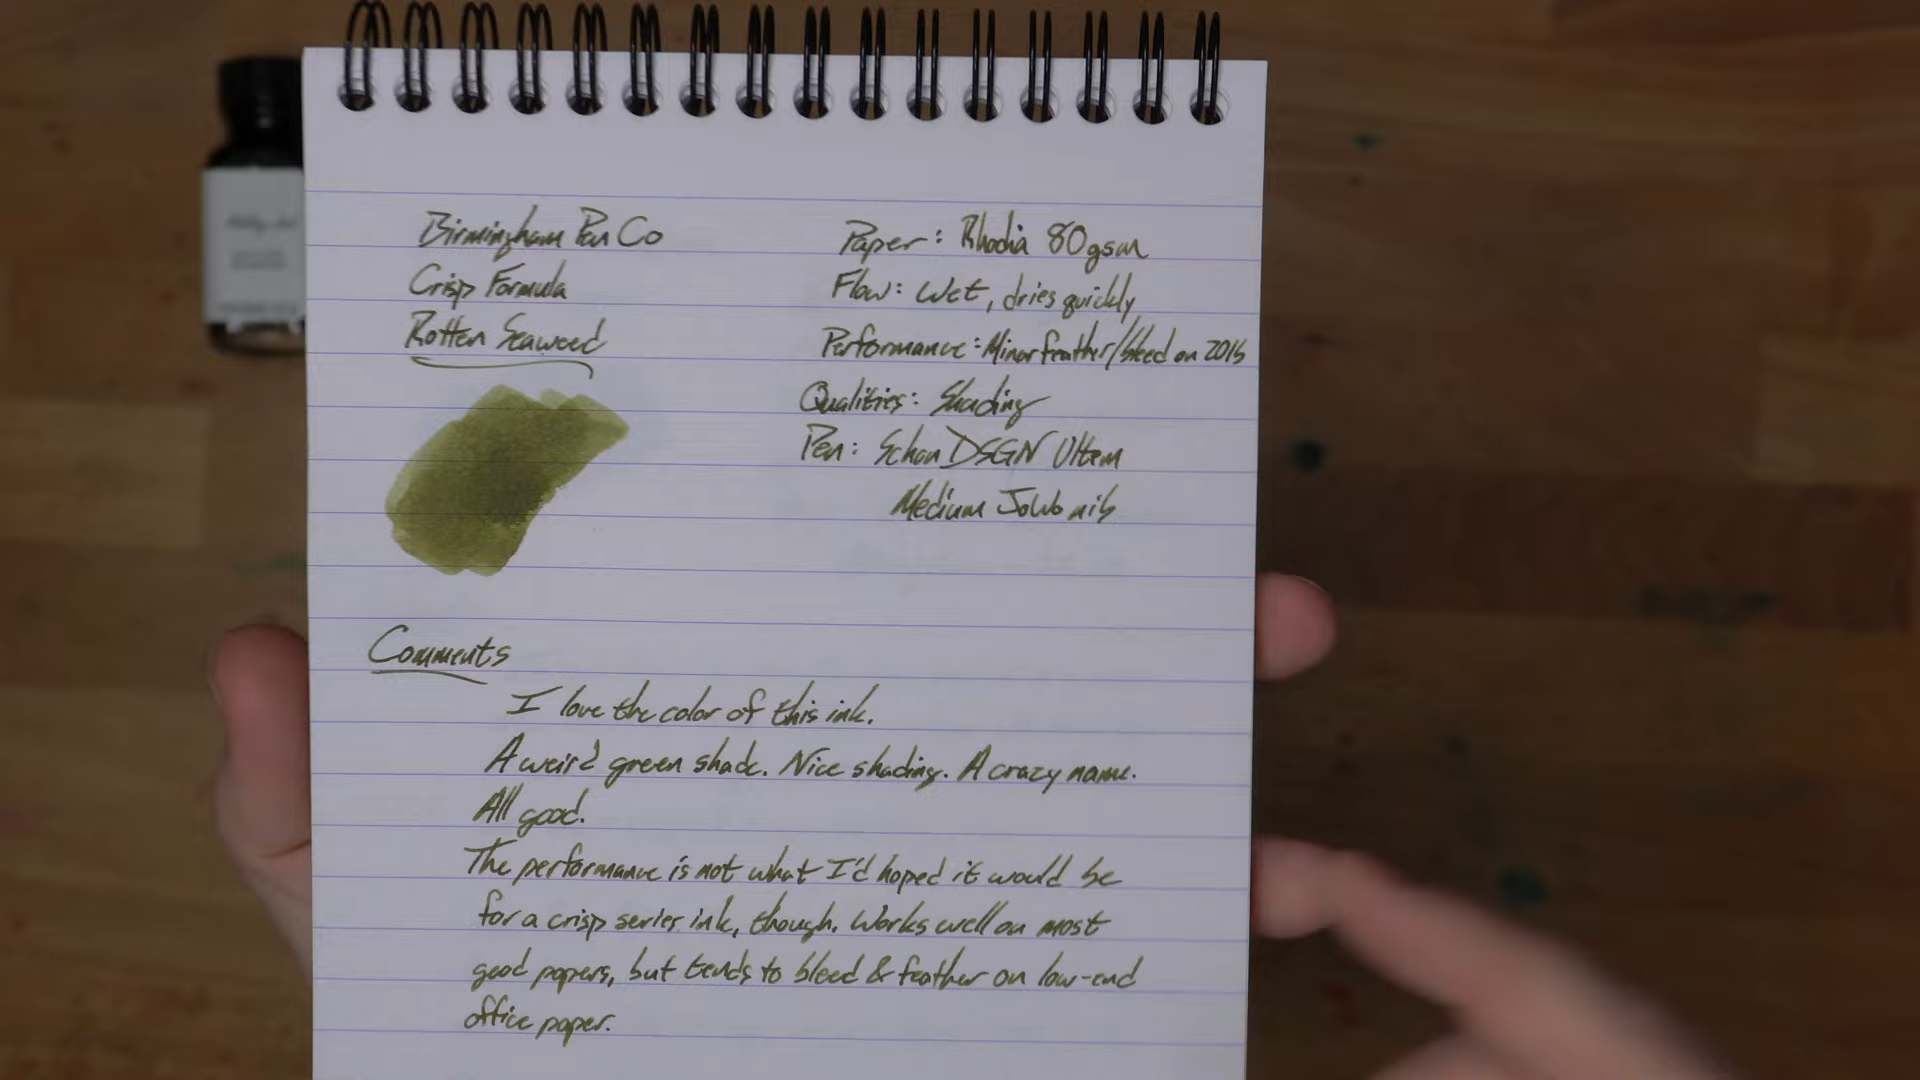 Birmingham Pen Co
Crisp Formula
Rotten Seaweed
Paper: Rhodia 80gsm
Flow: Wet, dries quickly
Performance: Minor feather/bleed on 20lb
Qualities: Shading
Pen: Schon DSGN Ultem
Medium JoWo nib
Comments
I love the color of this ink.
A weird green shade. Nice shading. A crazy name.
All good.
The performance is not what I'd hoped it would be
for a crisp series ink, though. Works well on most
good papers, but tends to bleed & feather on low-end
office paper.